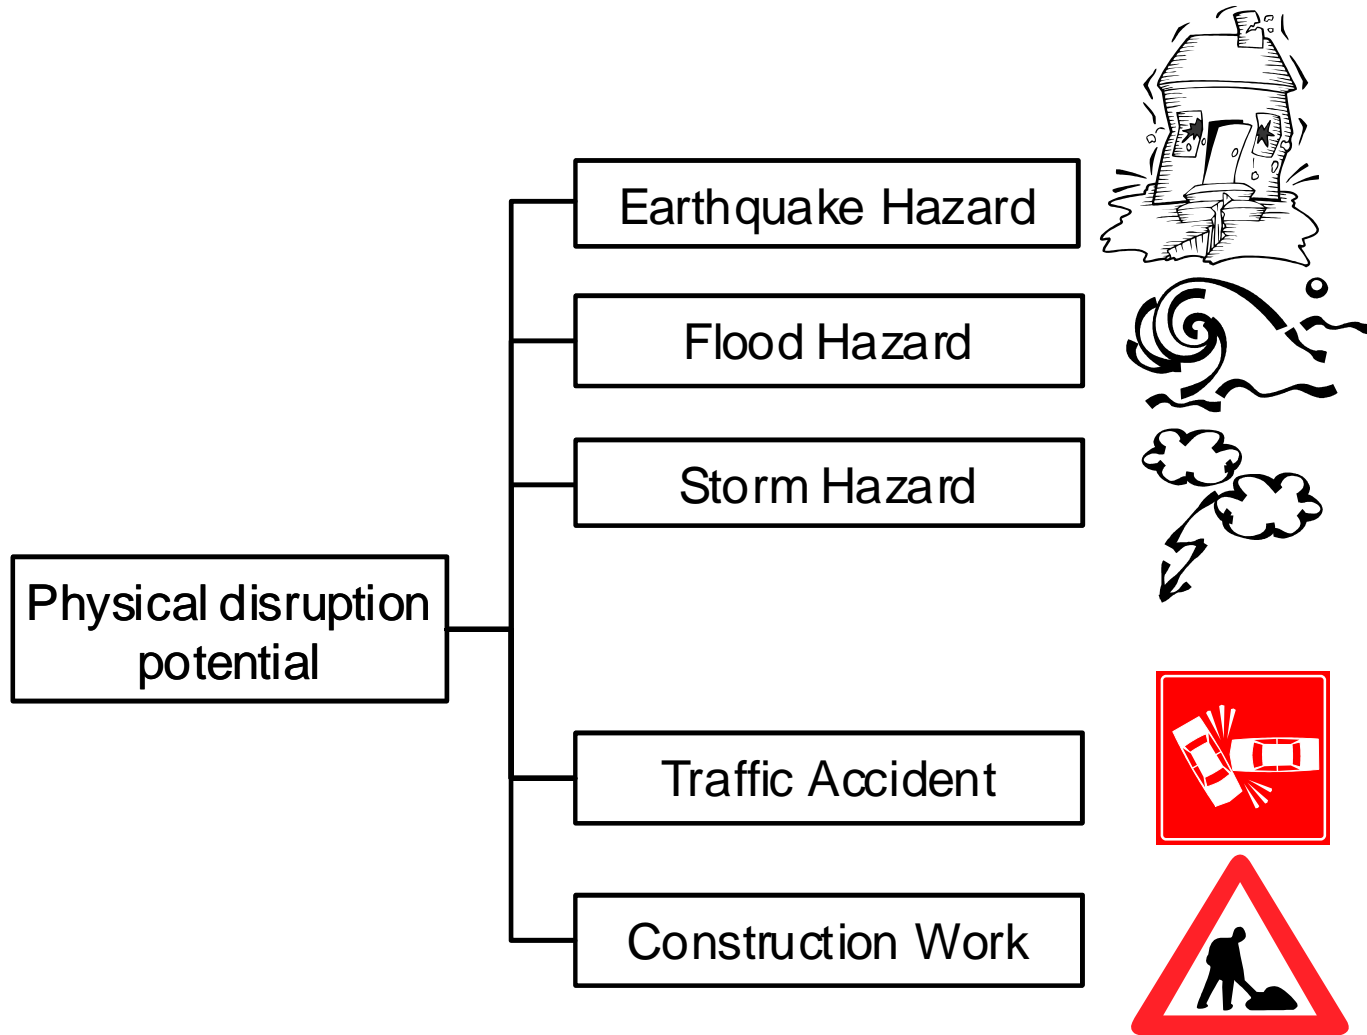 Earthquake Hazard
Flood Hazard
Storm Hazard
Physical disruption
potential
Traffic Accident
Construction Work